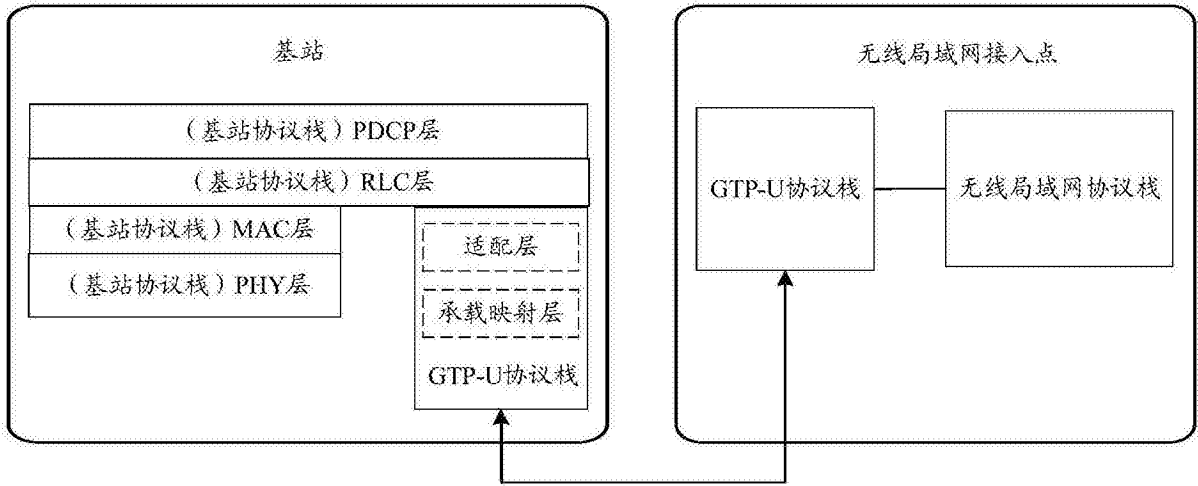 基站
（基站协议栈）PDCP层
（基站协议栈）RLC层
（基站协议栈）MAC层
（基站协议栈）PHY层
适配层
承载映射层
GTP-U协议栈
无线局域网接入点
GTP-U协议栈
无线局域网协议栈